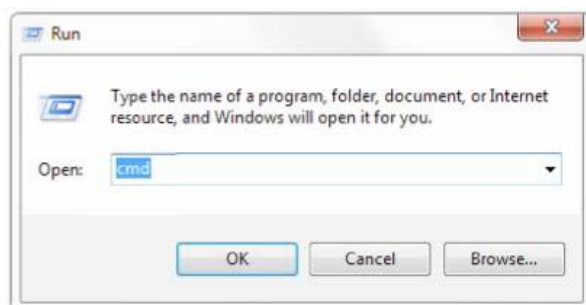 Run
Type the name of a program, folder, document, or Internet
resource, and Windows will open it for you.
Open: cmd
OK Cancel Browse...